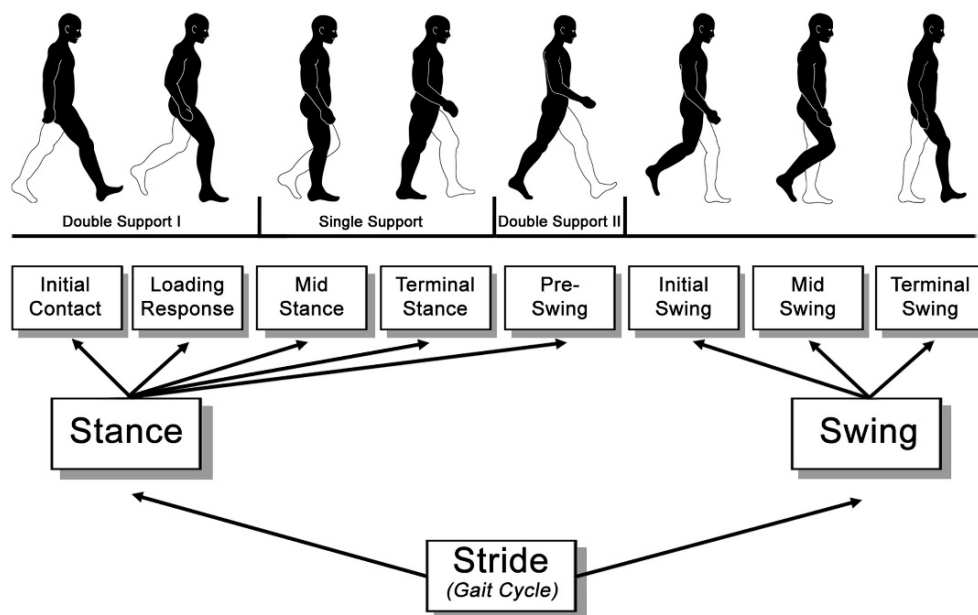 Double Support I
Single Support
Double Support II
Initial
Contact
Loading
Response
Mid
Stance
Terminal
Stance
Pre-
Swing
Initial
Swing
Mid
Swing
Terminal
Swing
Stance
Swing
Stride
(Gait Cycle)